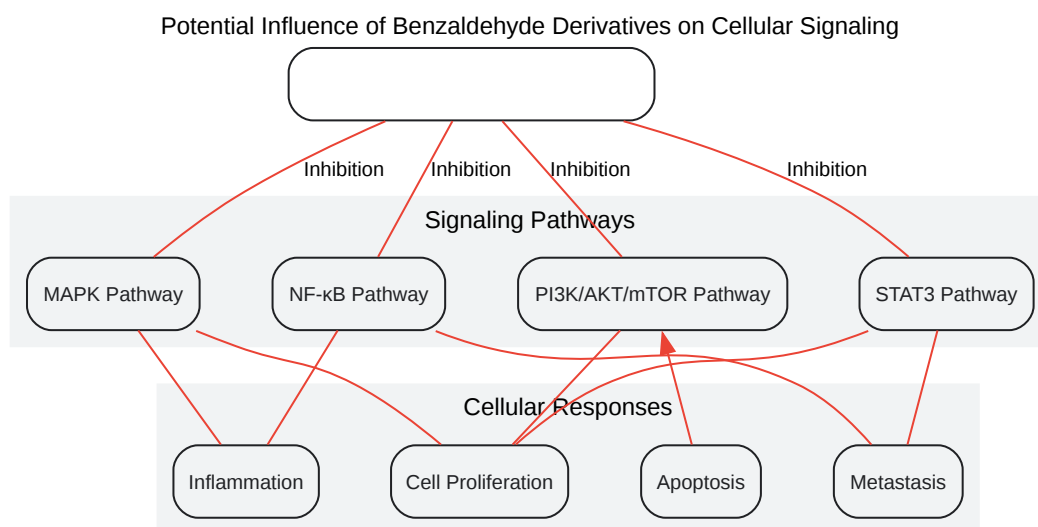 Potential Influence of Benzaldehyde Derivatives on Cellular Signaling
Inhibition
Inhibition
Inhibition
Inhibition
Signaling Pathways
MAPK Pathway
NF-κB Pathway
PI3K/AKT/mTOR Pathway
STAT3 Pathway
Cellular Responses
Inflammation
Cell Proliferation
Apoptosis
Metastasis